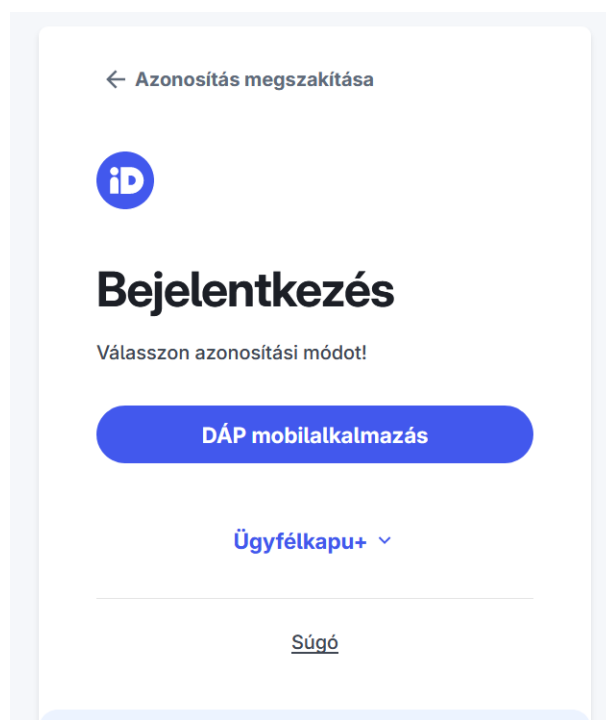 ← Azonosítás megszakítása
iD
Bejelentkezés
Válasszon azonosítási módot!
DÁP mobilalkalmazás
Ügyfélkapu+
Súgó